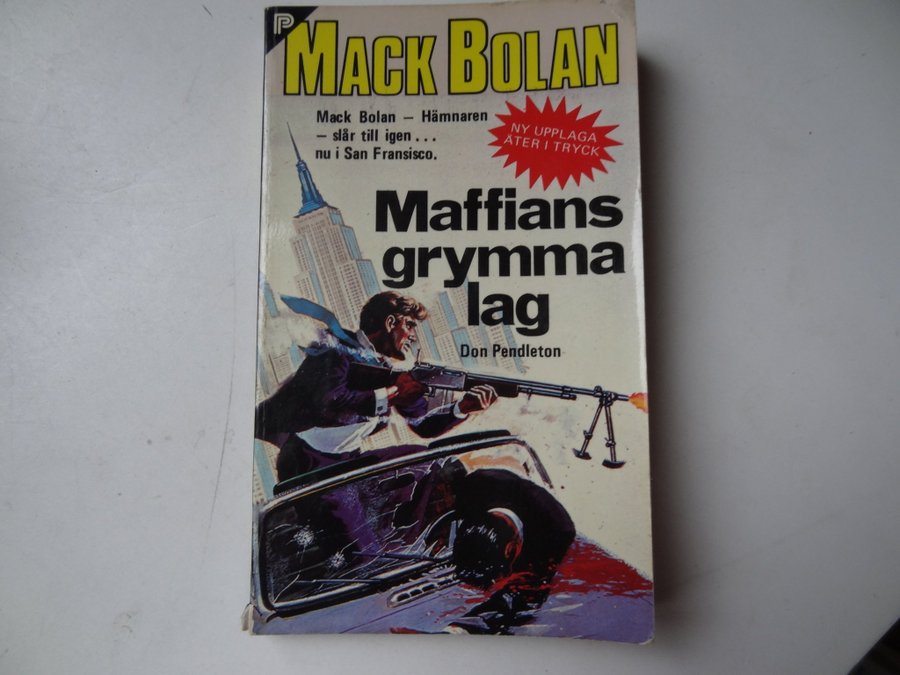 P
MACK BOLAN
Mack Bolan – Hämnaren
– slår till igen . . .
nu i San Fransisco.
NY UPPLAGA
ÅTER I TRYCK
Maffians
grymma
lag
Don Pendleton